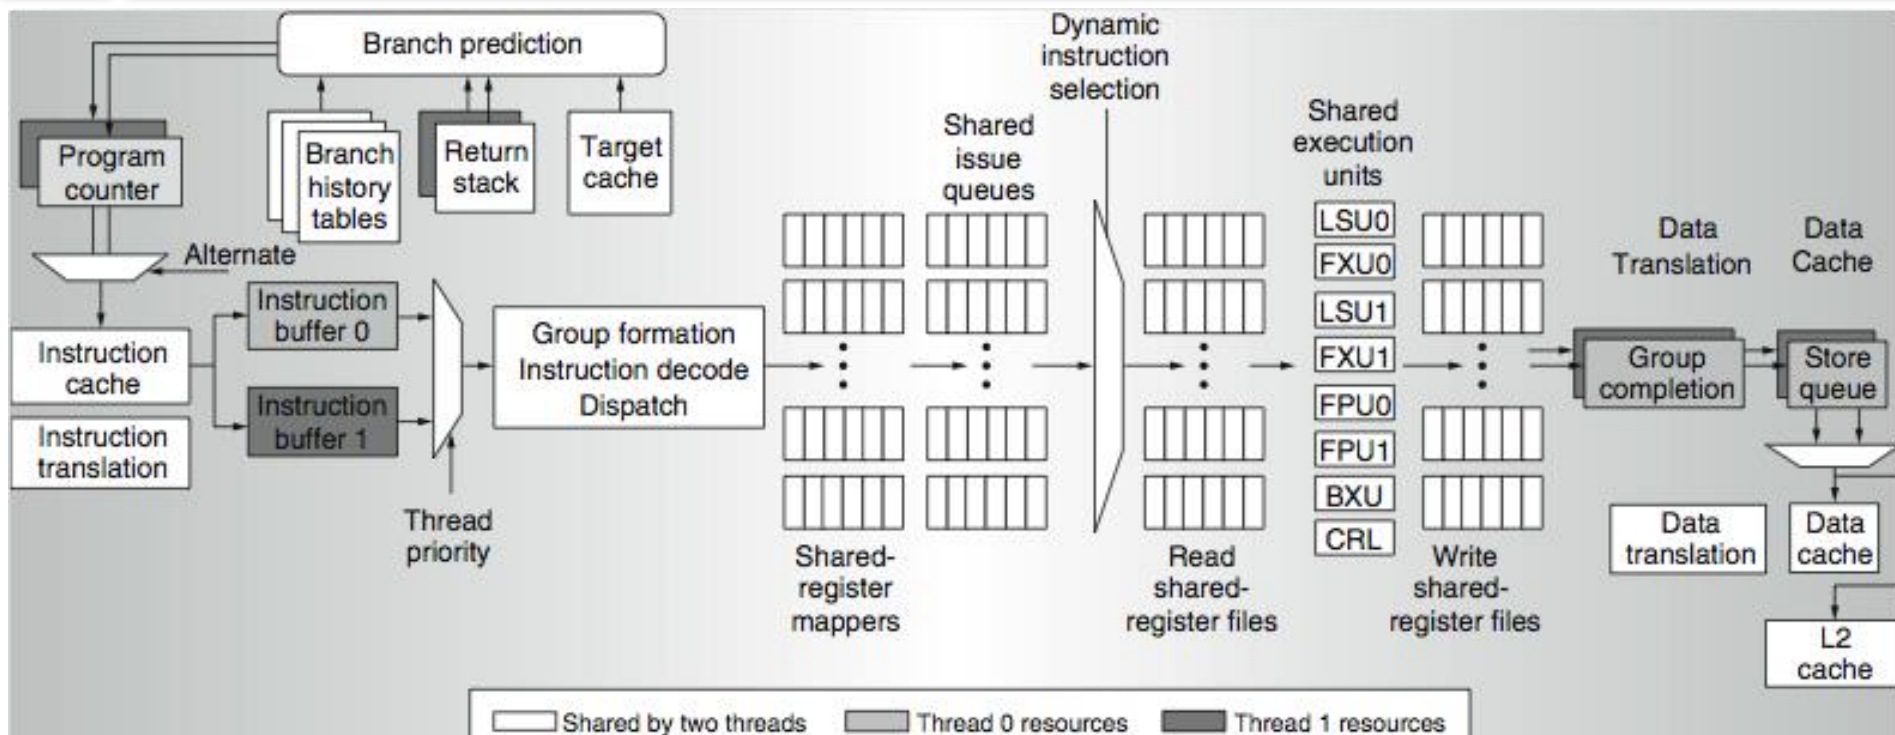 Branch prediction
Program
counter
Branch
history
tables
Return
stack
Target
cache
Alternate
Instruction
cache
Instruction
translation
Instruction
buffer 0
Instruction
buffer 1
Thread
priority
Group formation
Instruction decode
Dispatch
Shared-
register
mappers
Shared
issue
queues
Dynamic
instruction
selection
Read
shared-
register files
Shared
execution
units
LSU0
FXU0
LSU1
FXU1
FPU0
FPU1
BXU
CRL
Write
shared-
register files
Data
Translation
Data
Cache
Group
completion
Store
queue
Data
translation
Data
cache
L2
cache
Shared by two threads
Thread 0 resources
Thread 1 resources